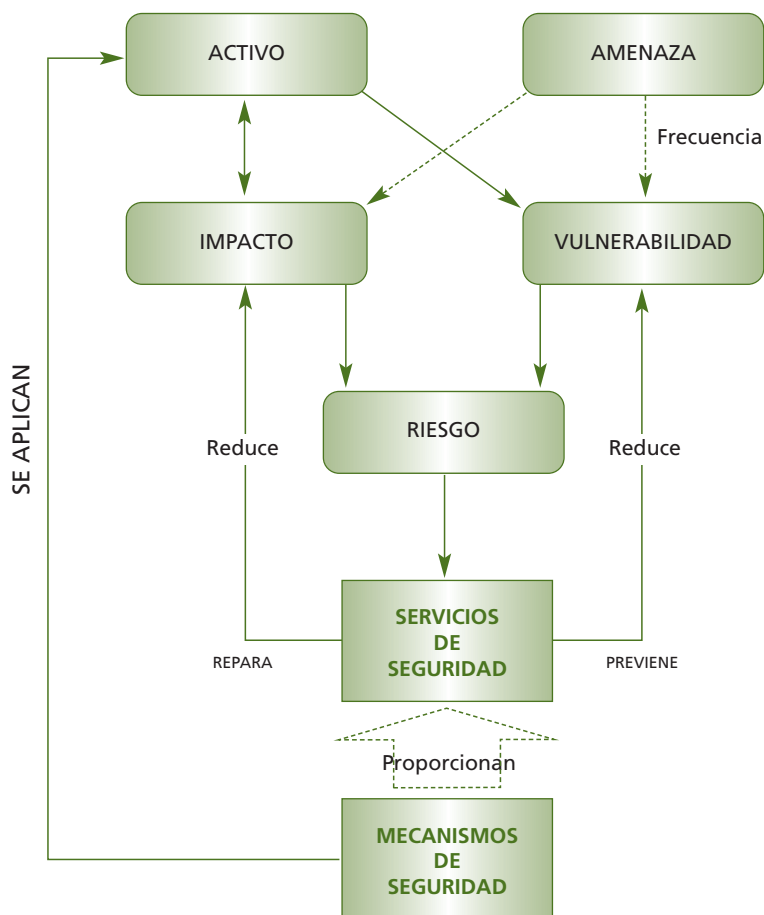 ACTIVO
AMENAZA
Frecuencia
IMPACTO
VULNERABILIDAD
SE APLICAN
RIESGO
Reduce
Reduce
SERVICIOS
DE
SEGURIDAD
REPARA
PREVIENE
Proporcionan
MECANISMOS
DE
SEGURIDAD